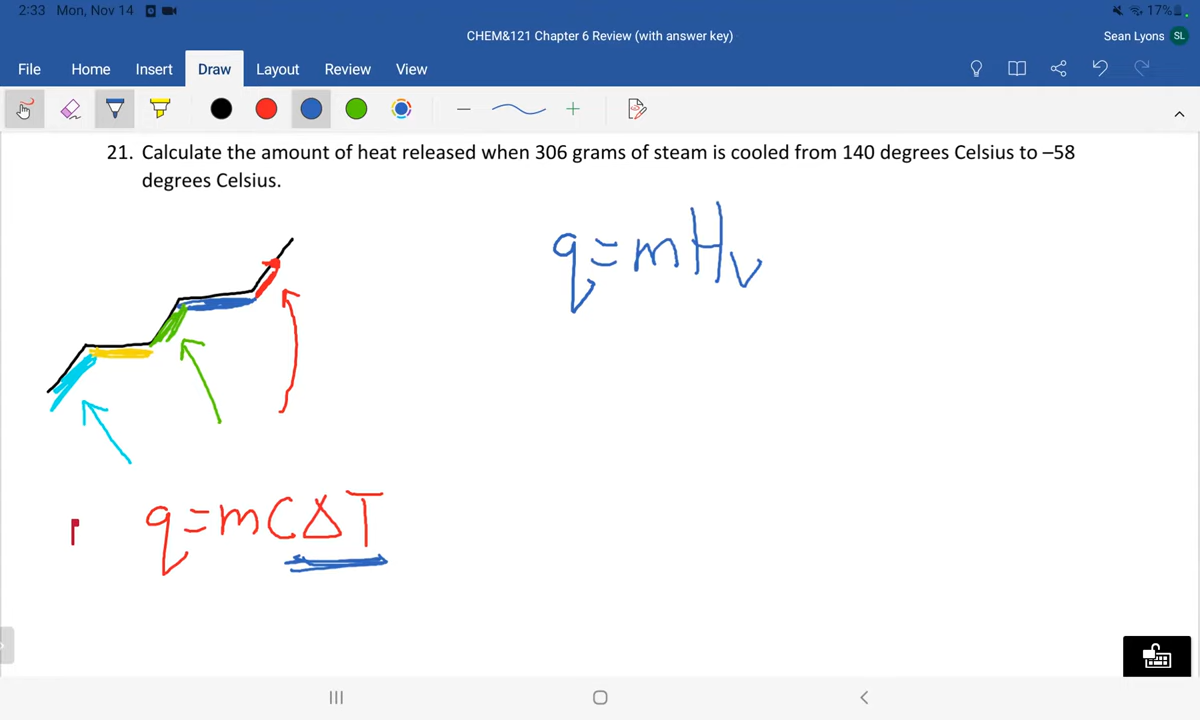 2:33 Mon, Nov 14
17%
CHEM&121 Chapter 6 Review (with answer key)
Sean Lyons SL
File Home Insert Draw Layout Review View
21. Calculate the amount of heat released when 306 grams of steam is cooled from 140 degrees Celsius to –58
degrees Celsius.
q=mHv
q=mCΔT